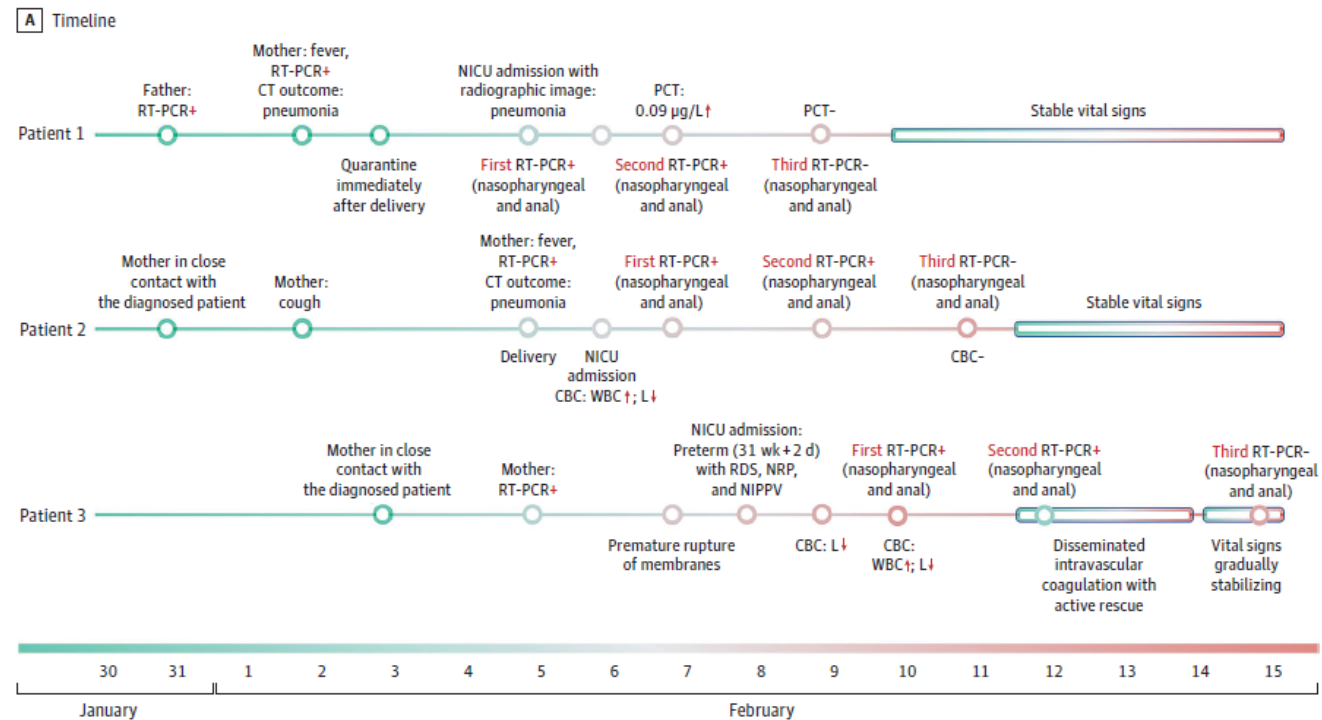 A Timeline
Father:
RT-PCR+
Mother: fever,
RT-PCR+
CT outcome:
pneumonia
NICU admission with
radiographic image:
pneumonia
PCT:
0.09 µg/L↑
PCT–
Stable vital signs
Patient 1
Quarantine
immediately
after delivery
First RT-PCR+
(nasopharyngeal
and anal)
Second RT-PCR+
(nasopharyngeal
and anal)
Third RT-PCR–
(nasopharyngeal
and anal)
Mother in close
contact with
the diagnosed patient
Mother:
cough
Mother: fever,
RT-PCR+
CT outcome:
pneumonia
First RT-PCR+
(nasopharyngeal
and anal)
Second RT-PCR+
(nasopharyngeal
and anal)
Third RT-PCR–
(nasopharyngeal
and anal)
Stable vital signs
Patient 2
Delivery
NICU
admission
CBC: WBC↑; L↓
CBC–
Mother in close
contact with
the diagnosed patient
Mother:
RT-PCR+
NICU admission:
Preterm (31 wk+2 d)
with RDS, NRP,
and NIPPV
First RT-PCR+
(nasopharyngeal
and anal)
Second RT-PCR+
(nasopharyngeal
and anal)
Third RT-PCR–
(nasopharyngeal
and anal)
Patient 3
Premature rupture
of membranes
CBC: L↓
CBC:
WBC↑; L↓
Disseminated
intravascular
coagulation with
active rescue
Vital signs
gradually
stabilizing
30 31 1 2 3 4 5 6 7 8 9 10 11 12 13 14 15
January February